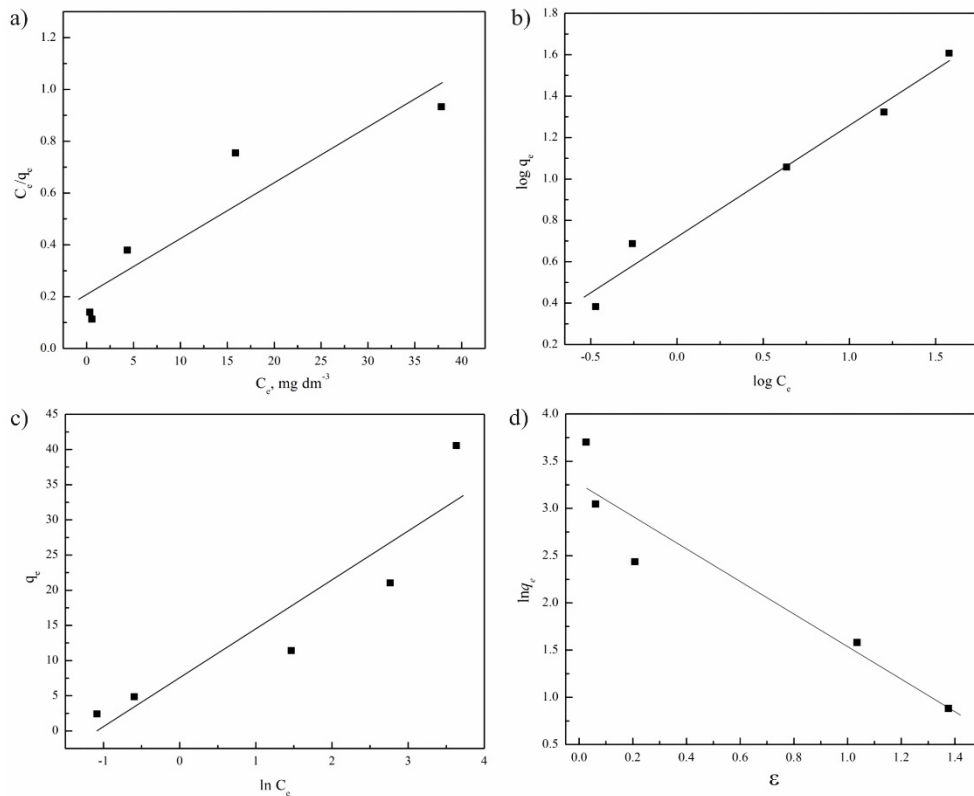 a)
1.2
1.0
0.8
0.6
0.4
0.2
0.0
C_e/q_e
0 5 10 15 20 25 30 35 40
C_e, mg dm^-3
b)
1.8
1.6
1.4
1.2
1.0
0.8
0.6
0.4
0.2
log q_e
-0.5 0.0 0.5 1.0 1.5
log C_e
c)
45
40
35
30
25
20
15
10
5
0
q_e
-1 0 1 2 3 4
ln C_e
d)
4.0
3.5
3.0
2.5
2.0
1.5
1.0
0.5
lnq_e
0.0 0.2 0.4 0.6 0.8 1.0 1.2 1.4
ε